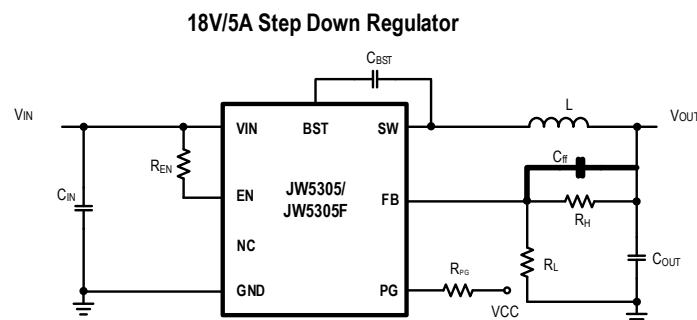 18V/5A Step Down Regulator
CBST
L
VIN
VOUT
VIN
BST
SW
Cff
REN
CIN
EN
JW5305/
JW5305F
FB
RH
NC
RL
COUT
RPG
GND
PG
VCC